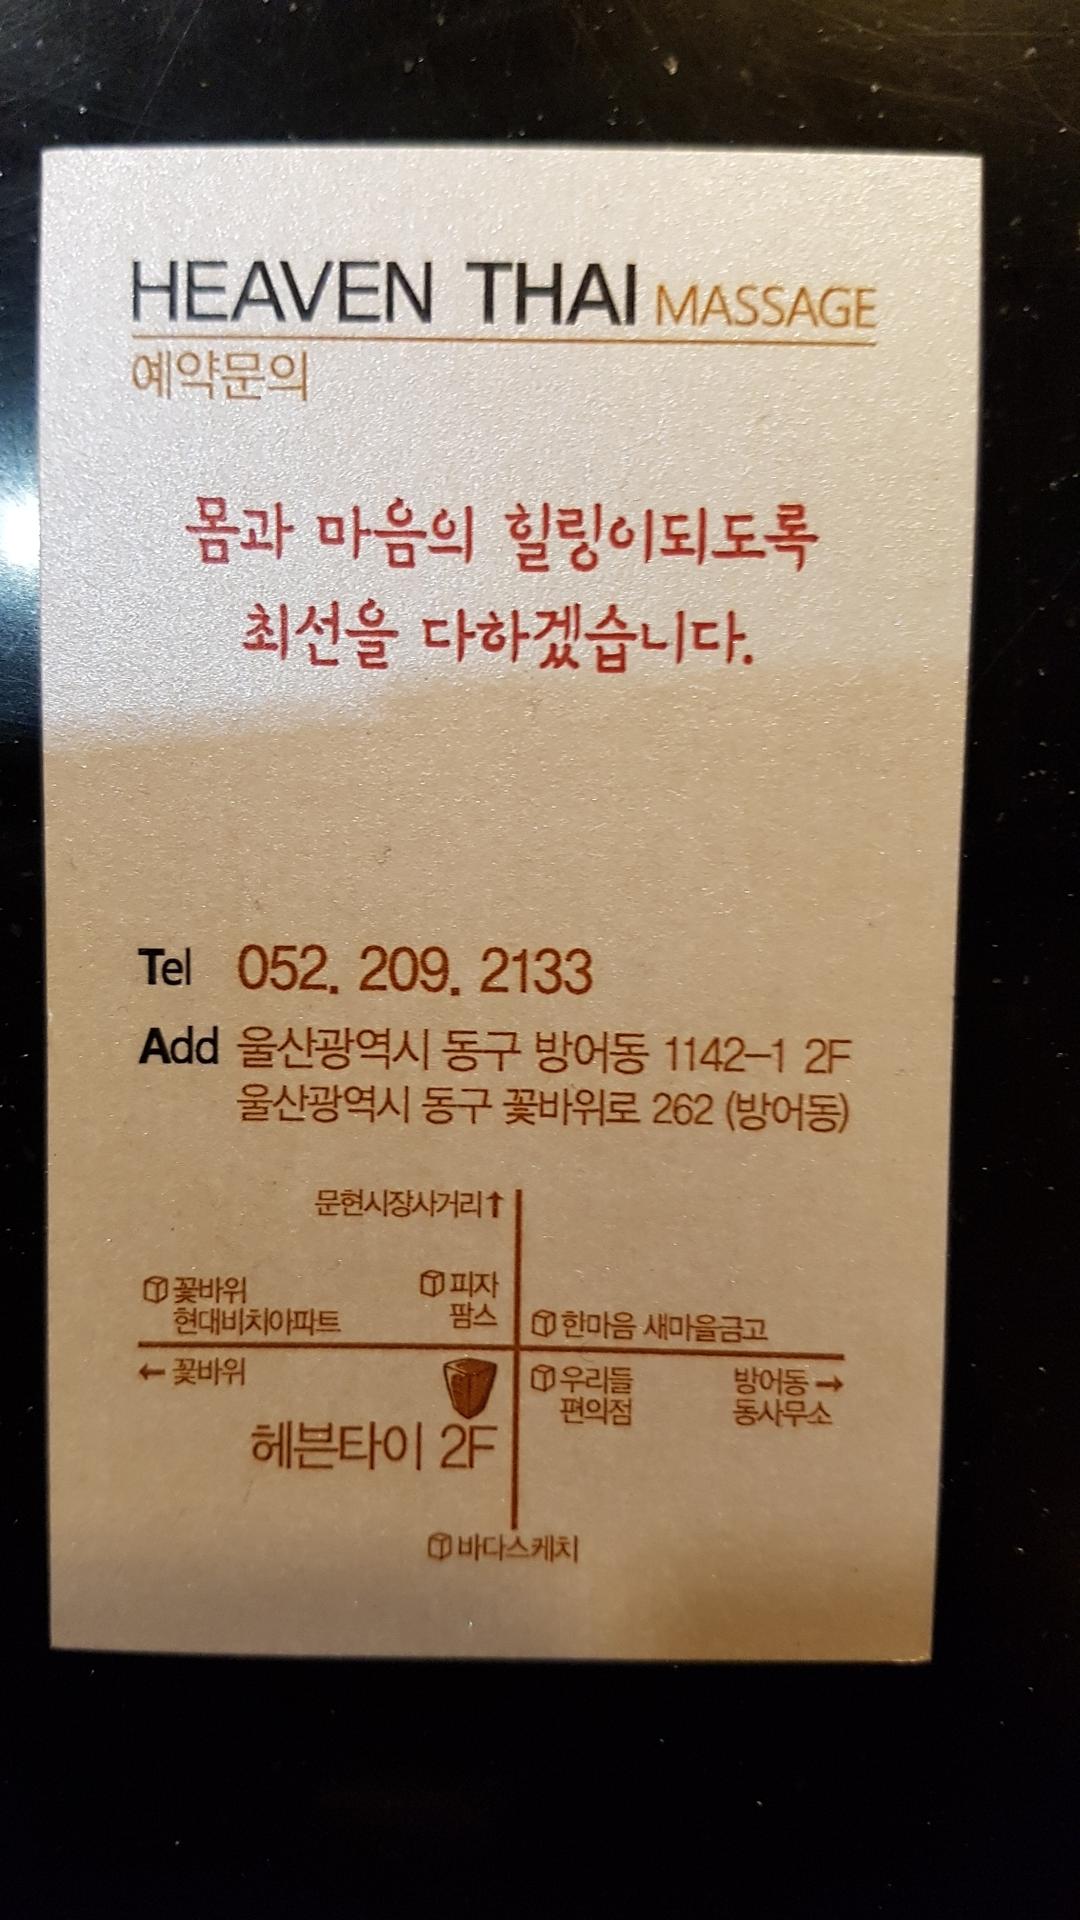 HEAVEN THAI MASSAGE
예약문의
몸과 마음의 힐링이되도록
최선을 다하겠습니다.
Tel 052. 209. 2133
Add 울산광역시 동구 방어동 1142-1 2F
울산광역시 동구 꽃바위로 262 (방어동)
문현시장사거리↑
꽃바위
현대비치아파트
피자
팜스
한마음 새마을금고
← 꽃바위
우리들
편의점
방어동 →
동사무소
헤븐타이 2F
바다스케치